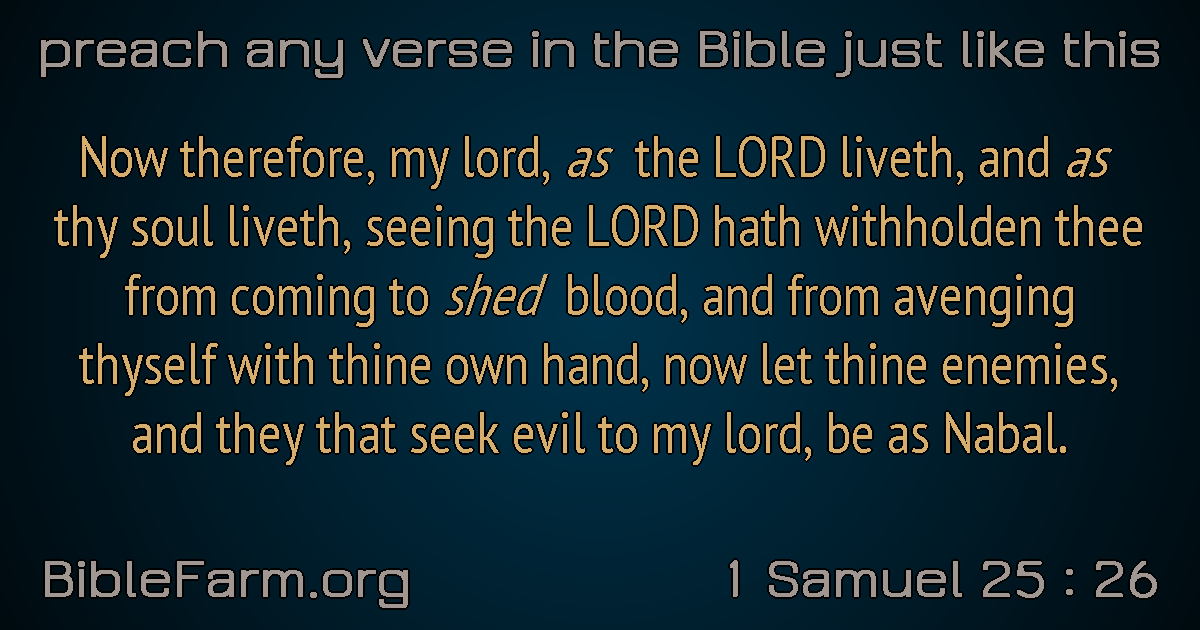 preach any verse in the Bible just like this
Now therefore, my lord, as the LORD liveth, and as
thy soul liveth, seeing the LORD hath withholden thee
from coming to shed blood, and from avenging
thyself with thine own hand, now let thine enemies,
and they that seek evil to my lord, be as Nabal.
BibleFarm.org
1 Samuel 25 : 26